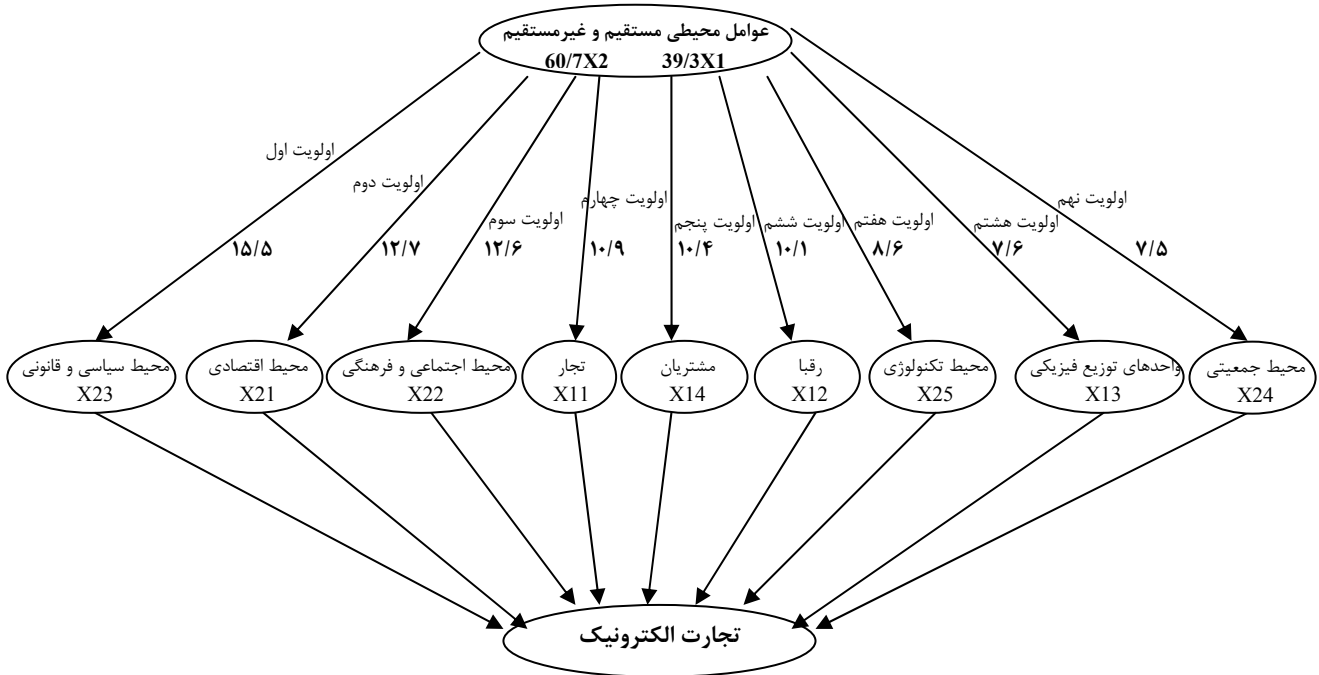 عوامل محیطی مستقیم و غیرمستقیم
60/7X2 39/3X1
اولویت اول
اولویت دوم
اولویت سوم
اولویت چهارم
اولویت پنجم
اولویت ششم
اولویت هفتم
اولویت هشتم
اولویت نهم
۱۵/۵
۱۲/۷
۱۲/۶
۱۰/۹
۱۰/۴
۱۰/۱
۸/۶
۷/۶
۷/۵
محیط سیاسی و قانونی
X23
محیط اقتصادی
X21
محیط اجتماعی و فرهنگی
X22
تجار
X11
مشتریان
X14
رقبا
X12
محیط تکنولوژی
X25
واحدهای توزیع فیزیکی
X13
محیط جمعیتی
X24
تجارت الکترونیک